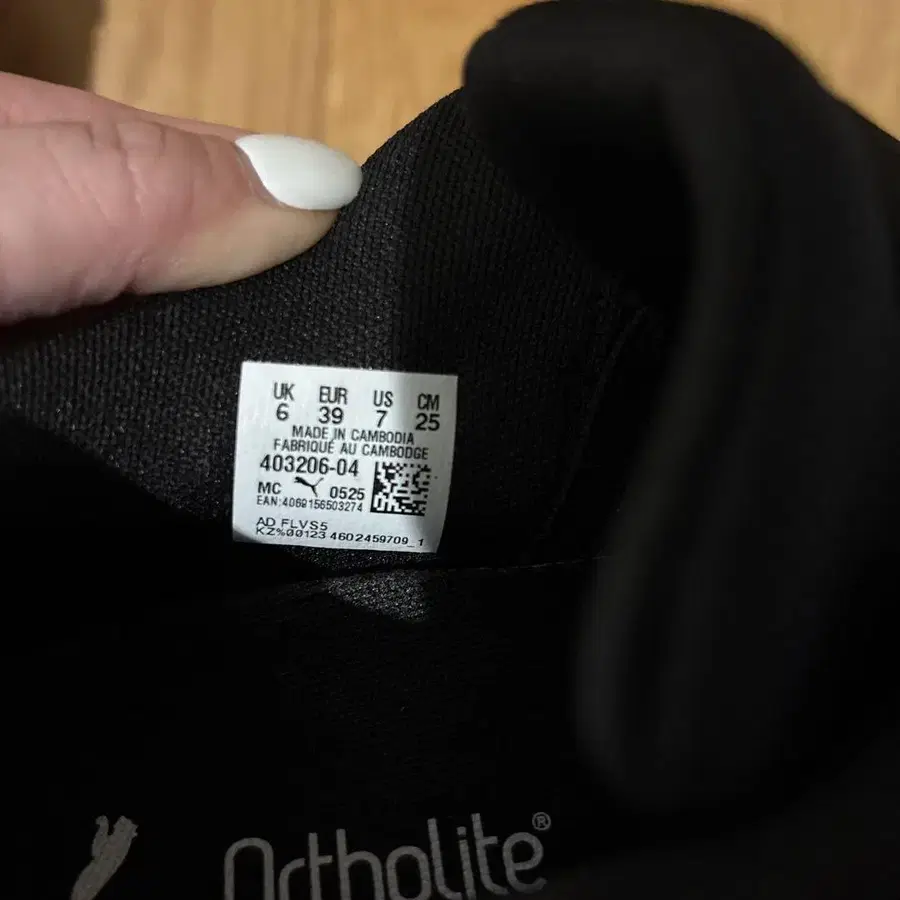 UK EUR US CM
6 39 7 25
MADE IN CAMBODIA
FABRIQUÉ AU CAMBODGE
403206-04
MC 0525
EAN:4069156503274
AD FLVS5
KZ%00123 4602459709_1
Ortholite®